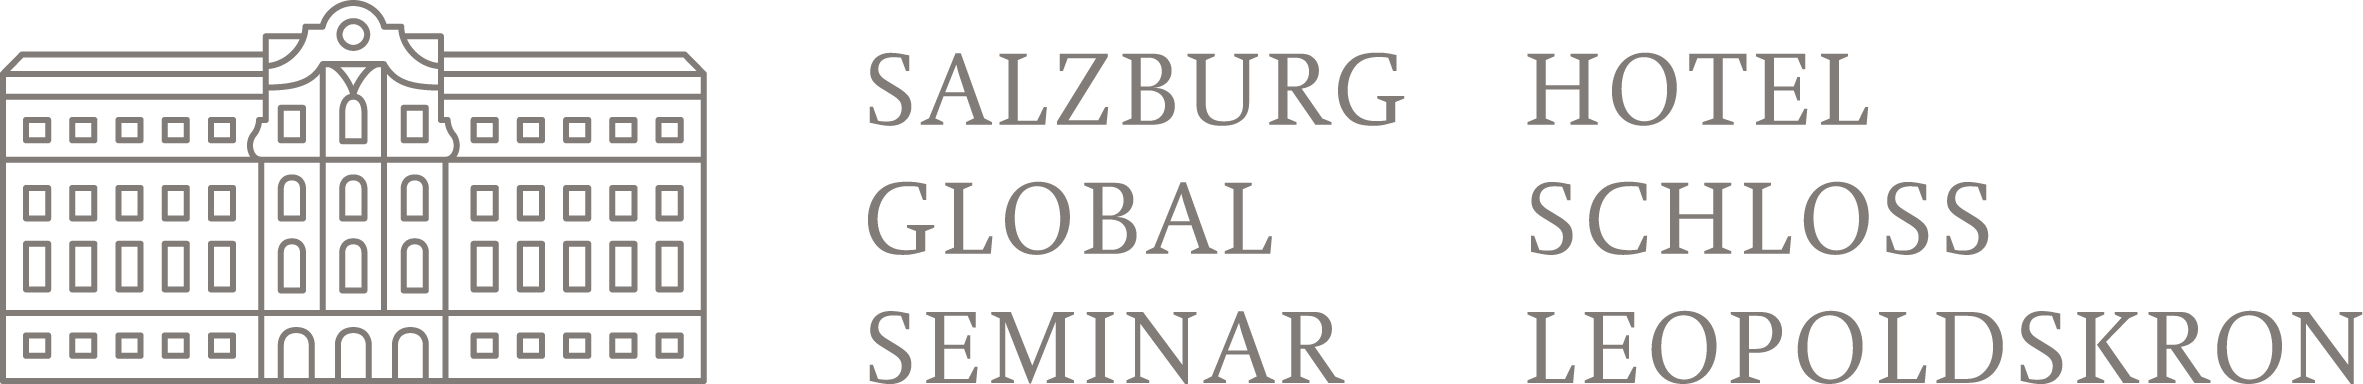 SALZBURG
GLOBAL
SEMINAR
HOTEL
SCHLOSS
LEOPOLDSKRON